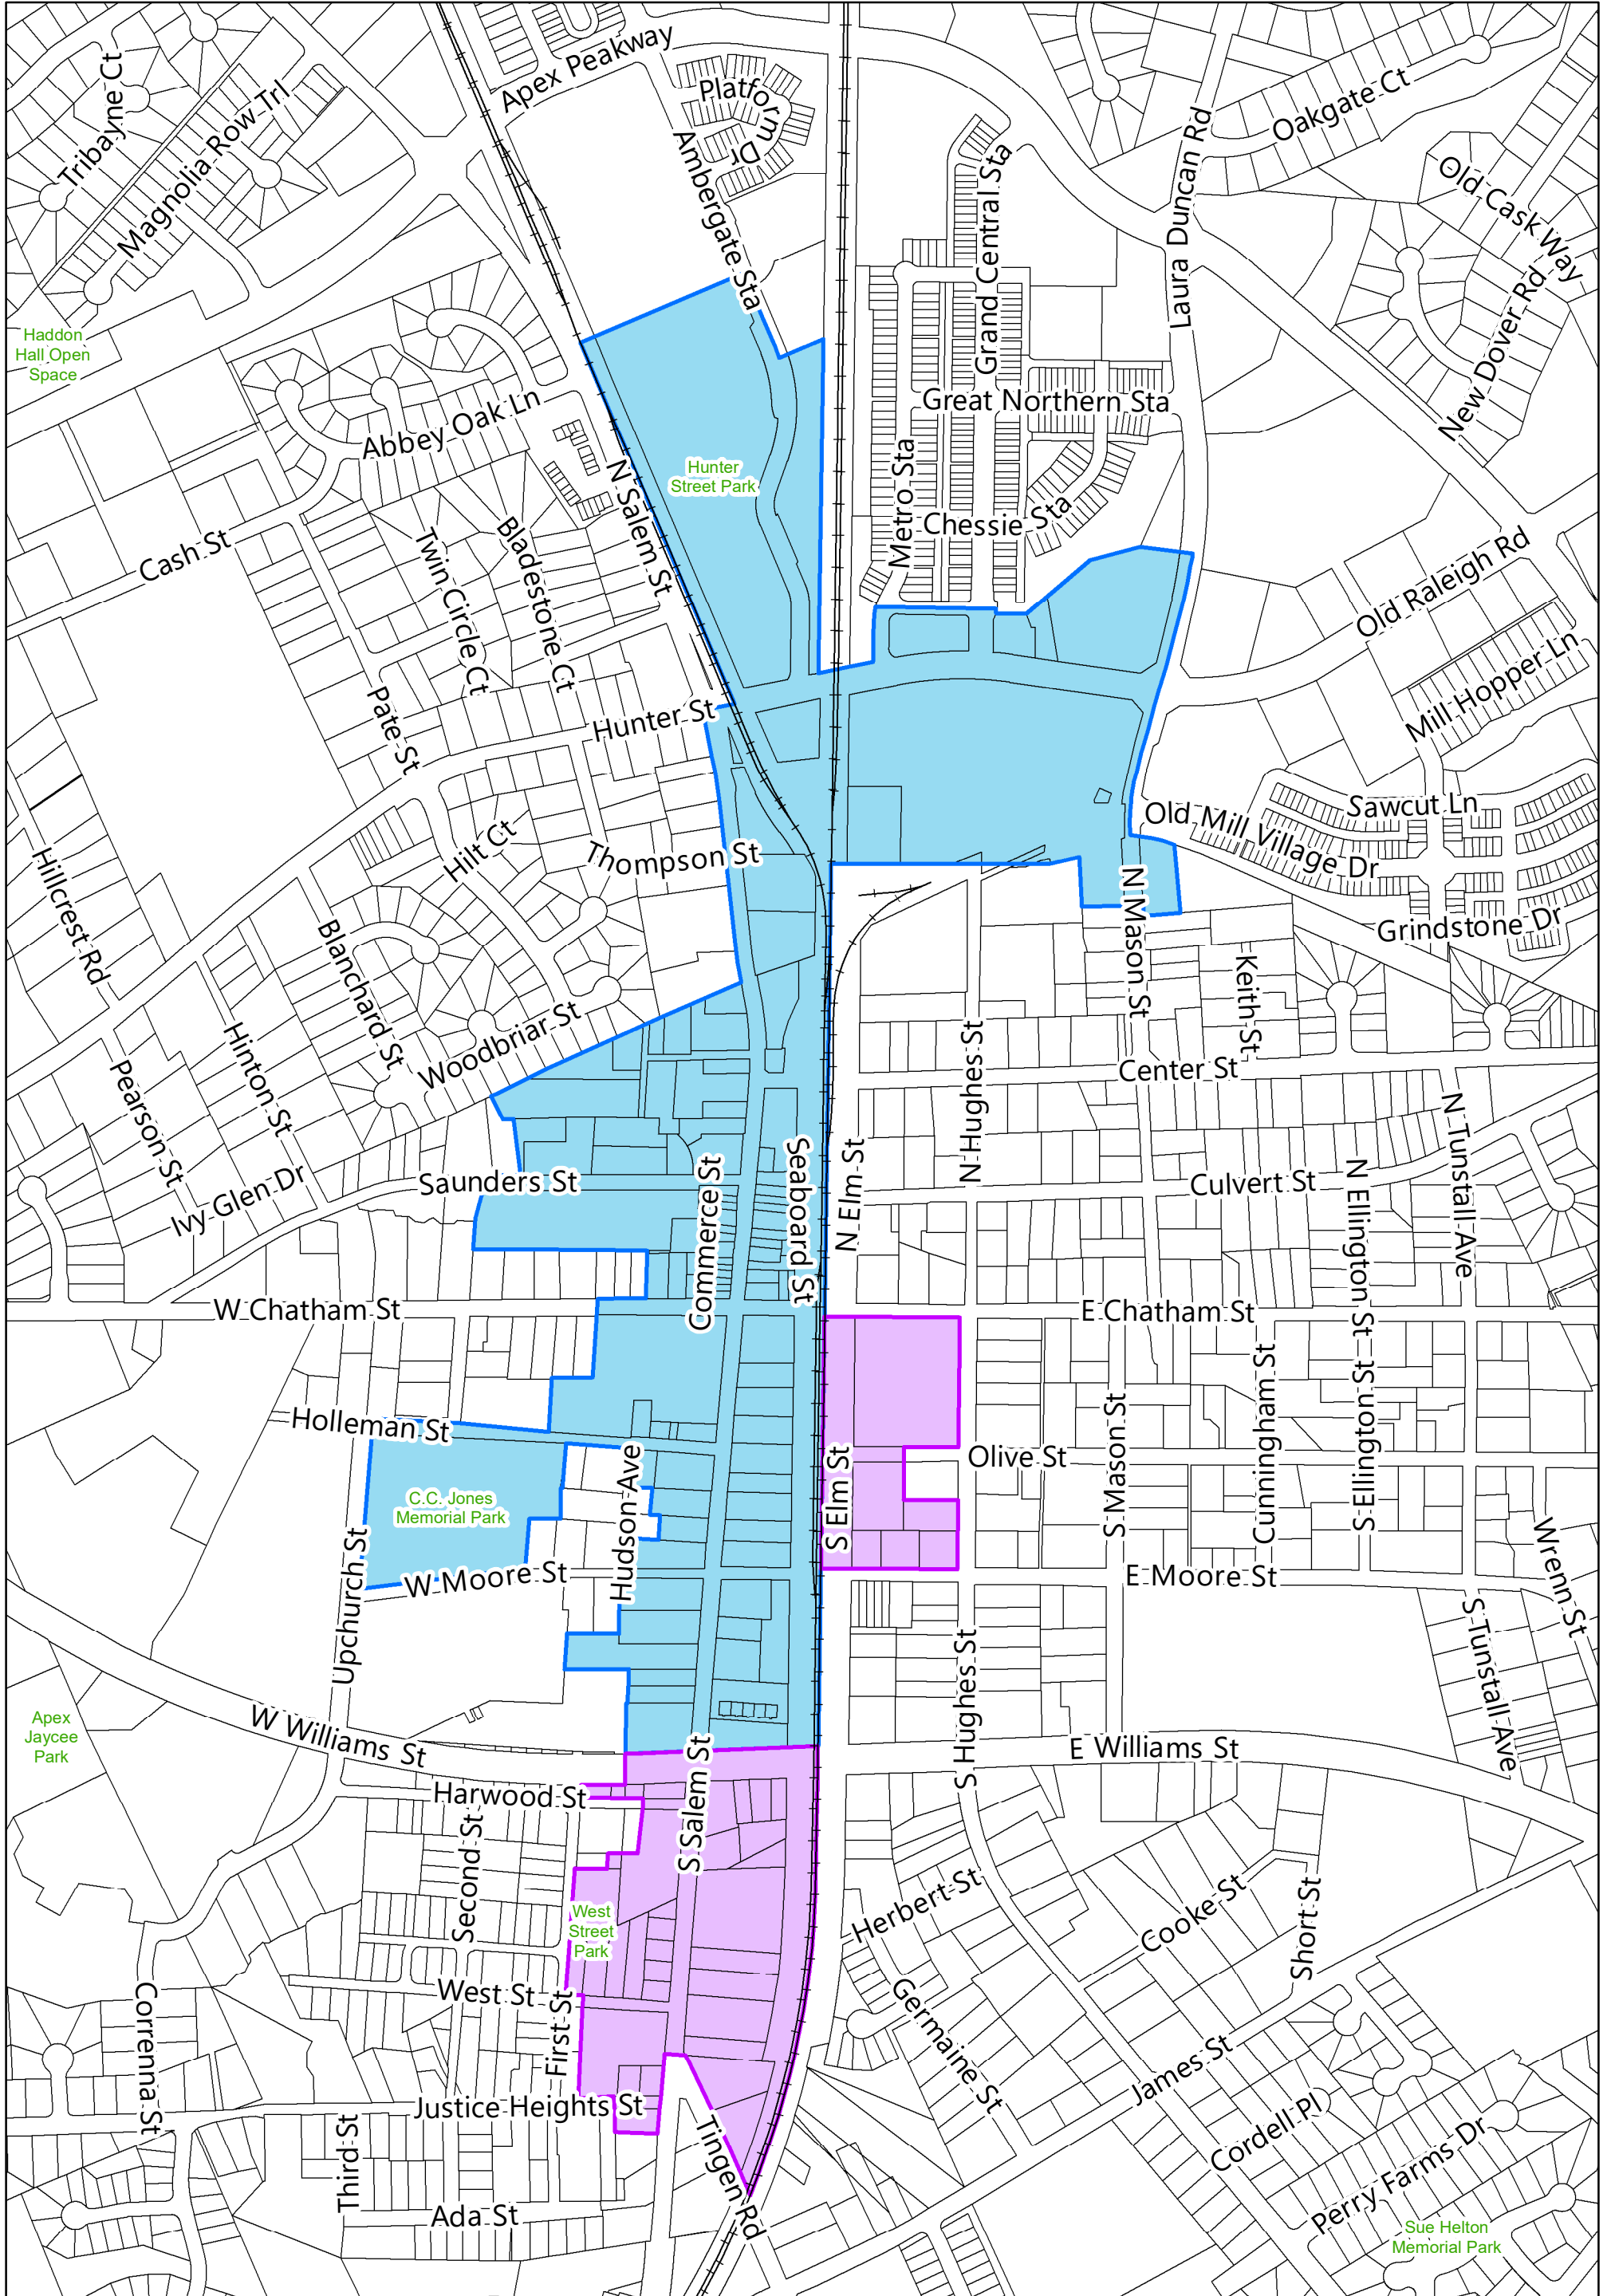 Apex Peakway
Platform Dr
Tribayne Ct
Magnolia Row Trl
Ambergate Sta
Grand Central Sta
Laura Duncan Rd
Oakgate Ct
Old Cask Way
New Dover Rd
Haddon
Hall Open
Space
Abbey Oak Ln
Great Northern Sta
Metro Sta
Chessie Sta
Hunter
Street Park
N Salem St
Cash St
Twin Circle Ct
Bladestone Ct
Old Raleigh Rd
Mill Hopper Ln
Pate St
Hunter St
Sawcut Ln
Old Mill Village Dr
Hilt Ct
Thompson St
Hillcrest Rd
Grindstone Dr
N Mason St
Keith St
Blanchard St
Woodbriar St
Hinton St
Pearson St
N Hughes St
Center St
N Tunstall Ave
Ivy Glen Dr
Saunders St
Commerce St
Seaboard St
N Elm St
Culvert St
N Ellington St
W Chatham St
E Chatham St
Holleman St
Olive St
S Mason St
Cunningham St
S Ellington St
S Elm St
C.C. Jones
Memorial Park
Hudson Ave
Upchurch St
W Moore St
E Moore St
Wrenn St
S Tunstall Ave
S Hughes St
Apex
Jaycee
Park
W Williams St
E Williams St
Harwood St
S Salem St
Second St
West
Street
Park
Herbert St
Cooke St
Short St
West St
First St
Germaine St
Correnna St
James St
Justice Heights St
Third St
Tingen Rd
Cordell Pl
Perry Farms Dr
Ada St
Sue Helton
Memorial Park